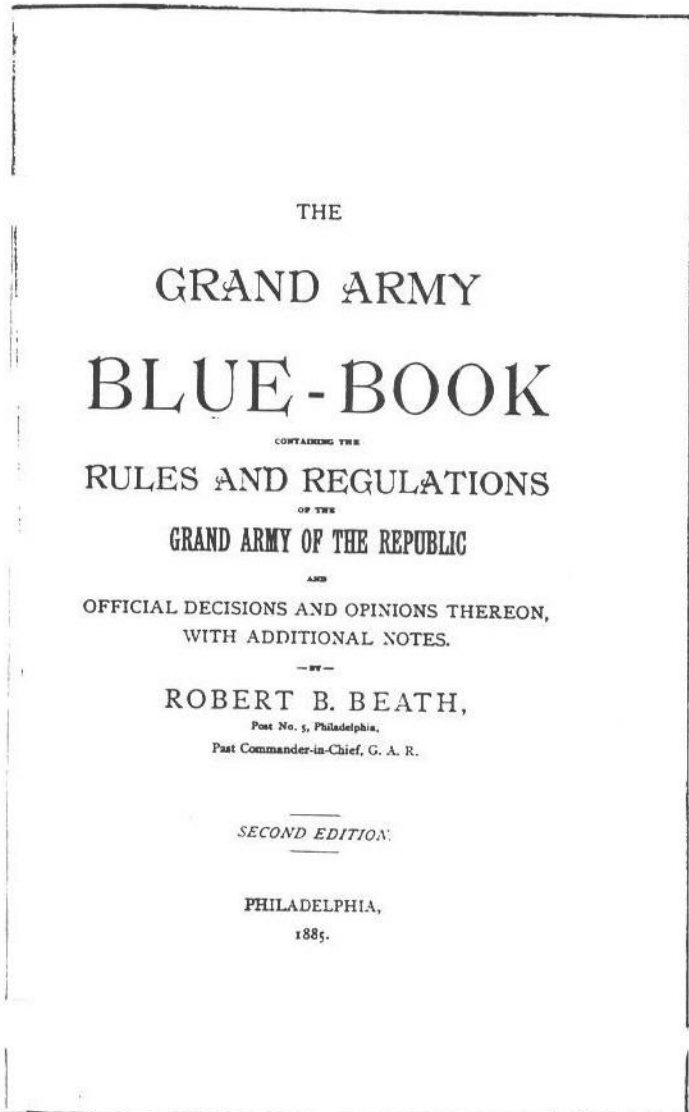 THE
GRAND ARMY
BLUE-BOOK
CONTAINING THE
RULES AND REGULATIONS
OF THE
GRAND ARMY OF THE REPUBLIC
AND
OFFICIAL DECISIONS AND OPINIONS THEREON,
WITH ADDITIONAL NOTES.
—BY—
ROBERT B. BEATH,
Post No. 5, Philadelphia,
Past Commander-in-Chief, G. A. R.
SECOND EDITION.
PHILADELPHIA,
1885.